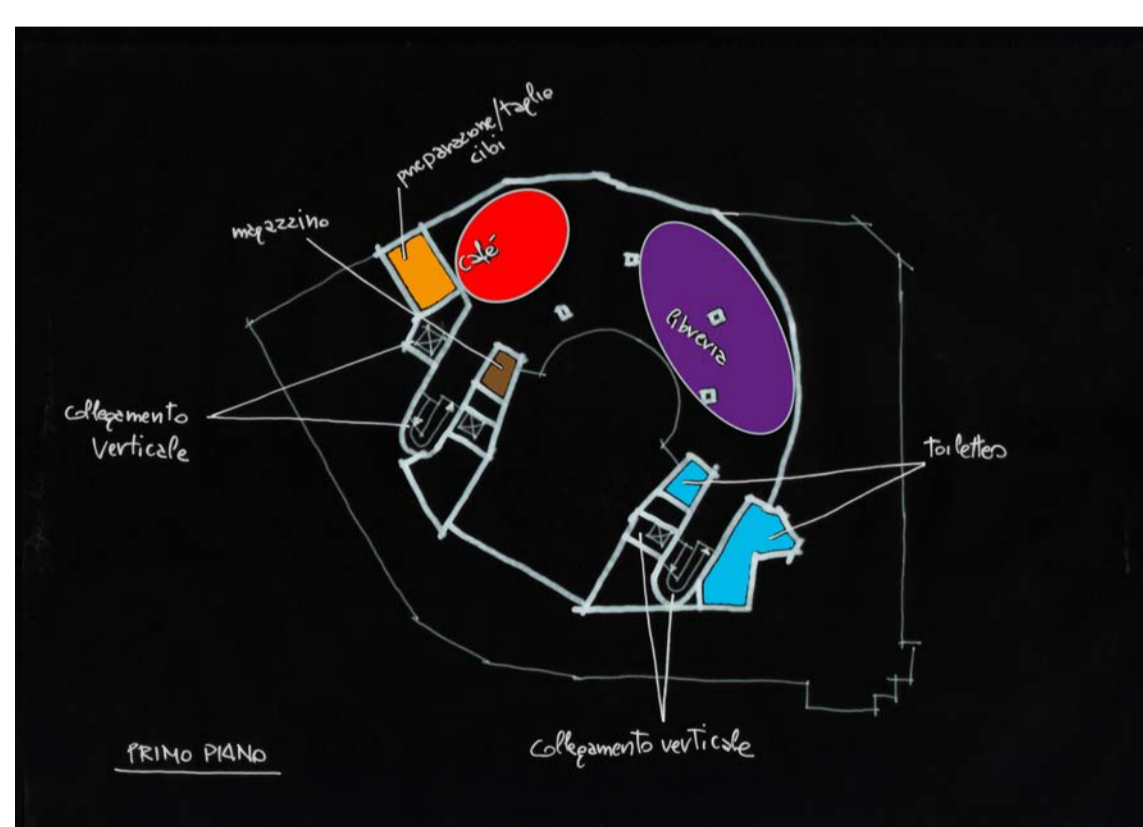 preparazione/taglio
cibi
magazzino
café
libreria
collegamento
verticale
toilettes
collegamento verticale
PRIMO PIANO